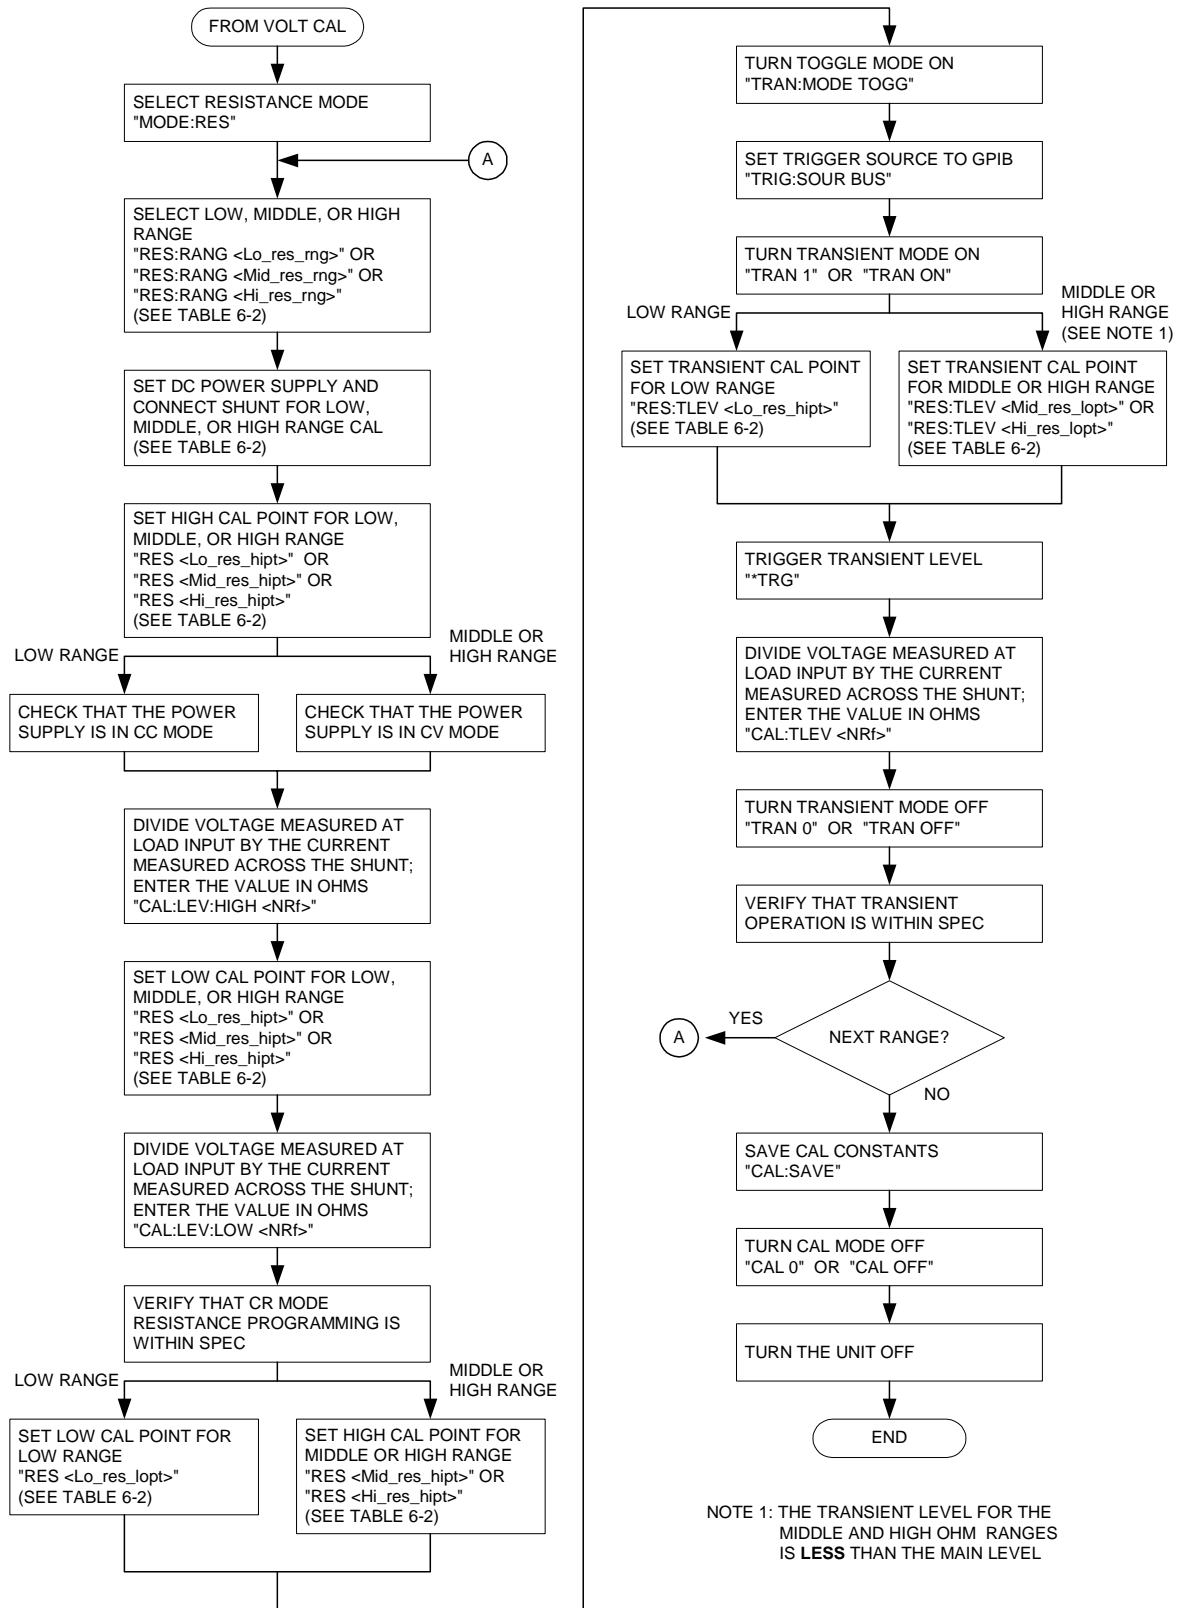 FROM VOLT CAL
SELECT RESISTANCE MODE
"MODE:RES"
A
SELECT LOW, MIDDLE, OR HIGH
RANGE
"RES:RANG <Lo_res_rng>" OR
"RES:RANG <Mid_res_rng>" OR
"RES:RANG <Hi_res_rng>"
(SEE TABLE 6-2)
SET DC POWER SUPPLY AND
CONNECT SHUNT FOR LOW,
MIDDLE, OR HIGH RANGE CAL
(SEE TABLE 6-2)
SET HIGH CAL POINT FOR LOW,
MIDDLE, OR HIGH RANGE
"RES <Lo_res_hipt>" OR
"RES <Mid_res_hipt>" OR
"RES <Hi_res_hipt>"
(SEE TABLE 6-2)
LOW RANGE
MIDDLE OR
HIGH RANGE
CHECK THAT THE POWER
SUPPLY IS IN CC MODE
CHECK THAT THE POWER
SUPPLY IS IN CV MODE
DIVIDE VOLTAGE MEASURED AT
LOAD INPUT BY THE CURRENT
MEASURED ACROSS THE SHUNT;
ENTER THE VALUE IN OHMS
"CAL:LEV:HIGH <NRf>"
SET LOW CAL POINT FOR LOW,
MIDDLE, OR HIGH RANGE
"RES <Lo_res_hipt>" OR
"RES <Mid_res_hipt>" OR
"RES <Hi_res_hipt>"
(SEE TABLE 6-2)
DIVIDE VOLTAGE MEASURED AT
LOAD INPUT BY THE CURRENT
MEASURED ACROSS THE SHUNT;
ENTER THE VALUE IN OHMS
"CAL:LEV:LOW <NRf>"
VERIFY THAT CR MODE
RESISTANCE PROGRAMMING IS
WITHIN SPEC
LOW RANGE
MIDDLE OR
HIGH RANGE
SET LOW CAL POINT FOR
LOW RANGE
"RES <Lo_res_lopt>"
(SEE TABLE 6-2)
SET HIGH CAL POINT FOR
MIDDLE OR HIGH RANGE
"RES <Mid_res_hipt>" OR
"RES <Hi_res_hipt>"
(SEE TABLE 6-2)
TURN TOGGLE MODE ON
"TRAN:MODE TOGG"
SET TRIGGER SOURCE TO GPIB
"TRIG:SOUR BUS"
TURN TRANSIENT MODE ON
"TRAN 1" OR "TRAN ON"
LOW RANGE
MIDDLE OR
HIGH RANGE
(SEE NOTE 1)
SET TRANSIENT CAL POINT
FOR LOW RANGE
"RES:TLEV <Lo_res_hipt>"
(SEE TABLE 6-2)
SET TRANSIENT CAL POINT
FOR MIDDLE OR HIGH RANGE
"RES:TLEV <Mid_res_lopt>" OR
"RES:TLEV <Hi_res_lopt>"
(SEE TABLE 6-2)
TRIGGER TRANSIENT LEVEL
"*TRG"
DIVIDE VOLTAGE MEASURED AT
LOAD INPUT BY THE CURRENT
MEASURED ACROSS THE SHUNT;
ENTER THE VALUE IN OHMS
"CAL:TLEV <NRf>"
TURN TRANSIENT MODE OFF
"TRAN 0" OR "TRAN OFF"
VERIFY THAT TRANSIENT
OPERATION IS WITHIN SPEC
NEXT RANGE?
YES
A
NO
SAVE CAL CONSTANTS
"CAL:SAVE"
TURN CAL MODE OFF
"CAL 0" OR "CAL OFF"
TURN THE UNIT OFF
END
NOTE 1: THE TRANSIENT LEVEL FOR THE
MIDDLE AND HIGH OHM RANGES
IS LESS THAN THE MAIN LEVEL